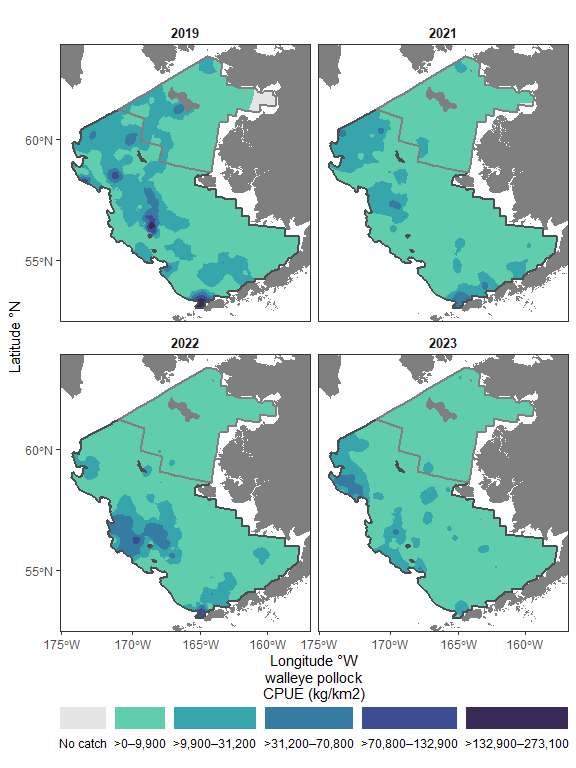 2019
2021
60°N
55°N
Latitude °N
2022
2023
60°N
55°N
175°W 170°W 165°W 160°W 175°W 170°W 165°W 160°W
Longitude °W
walleye pollock
CPUE (kg/km2)
No catch >0–9,900 >9,900–31,200 >31,200–70,800 >70,800–132,900 >132,900–273,100